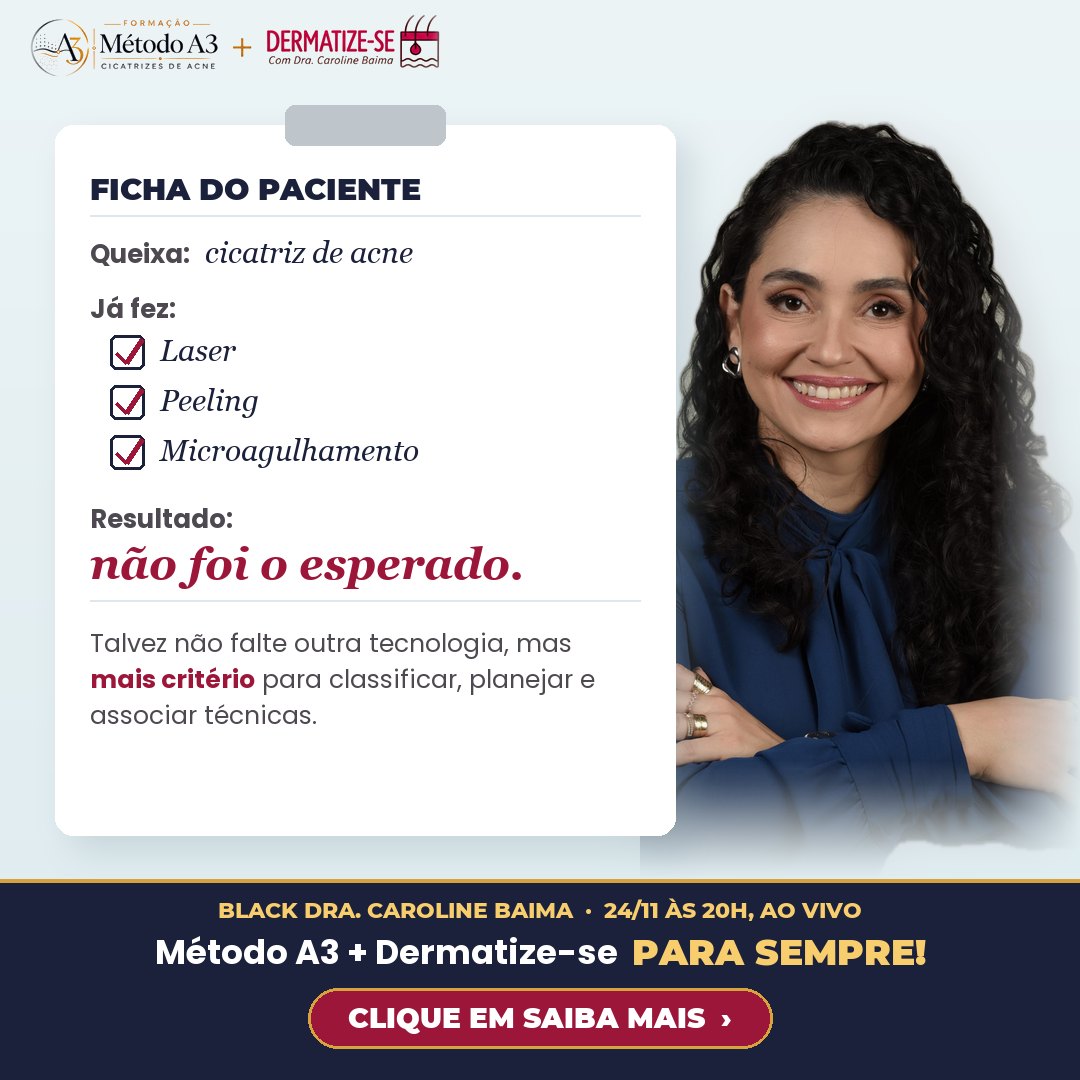 FORMAÇÃO
A3 Método A3
CICATRIZES DE ACNE
+
DERMATIZE-SE
Com Dra. Caroline Baima
FICHA DO PACIENTE
Queixa: cicatriz de acne
Já fez:
Laser
Peeling
Microagulhamento
Resultado:
não foi o esperado.
Talvez não falte outra tecnologia, mas
mais critério para classificar, planejar e
associar técnicas.
BLACK DRA. CAROLINE BAIMA · 24/11 ÀS 20H, AO VIVO
Método A3 + Dermatize-se PARA SEMPRE!
CLIQUE EM SAIBA MAIS ›